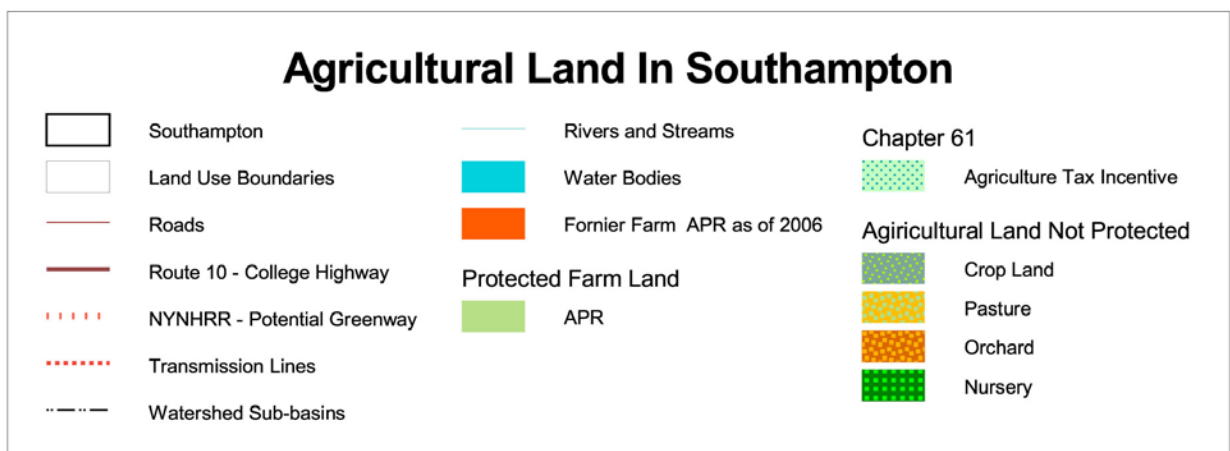 Agricultural Land In Southampton
Southampton
Land Use Boundaries
Roads
Route 10 - College Highway
NYNHRR - Potential Greenway
Transmission Lines
Watershed Sub-basins
Rivers and Streams
Water Bodies
Fornier Farm APR as of 2006
Protected Farm Land
APR
Chapter 61
Agriculture Tax Incentive
Agiricultural Land Not Protected
Crop Land
Pasture
Orchard
Nursery